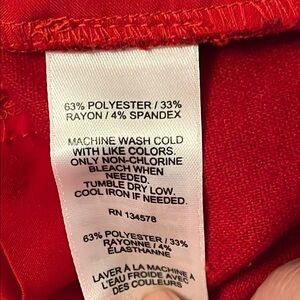 63% POLYESTER / 33%
RAYON / 4% SPANDEX
MACHINE WASH COLD
WITH LIKE COLORS.
ONLY NON-CHLORINE
BLEACH WHEN
NEEDED.
TUMBLE DRY LOW.
COOL IRON IF NEEDED.
RN 134578
63% POLYESTER / 33%
RAYONNE / 4%
ÉLASTHANNE
LAVER À LA MACHINE À
L'EAU FROIDE AVEC
DES COULEURS